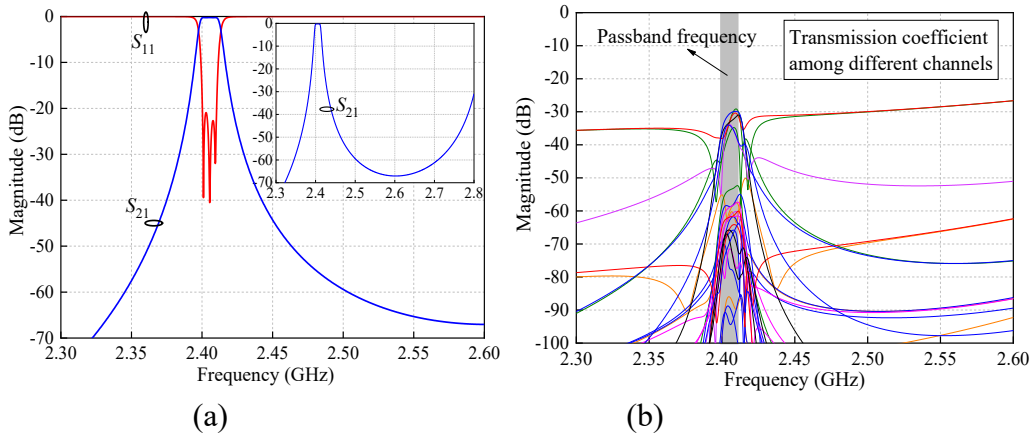 0
-10
-20
-30
-40
-50
-60
-70
Magnitude (dB)
2.30 2.35 2.40 2.45 2.50 2.55 2.60
Frequency (GHz)
S11
S21
0
-10
-20
-30
-40
-50
-60
-70
2.3 2.4 2.5 2.6 2.7 2.8
S21
(a)
0
-10
-20
-30
-40
-50
-60
-70
-80
-90
-100
Magnitude (dB)
2.30 2.35 2.40 2.45 2.50 2.55 2.60
Frequency (GHz)
Passband frequency
Transmission coefficient
among different channels
(b)